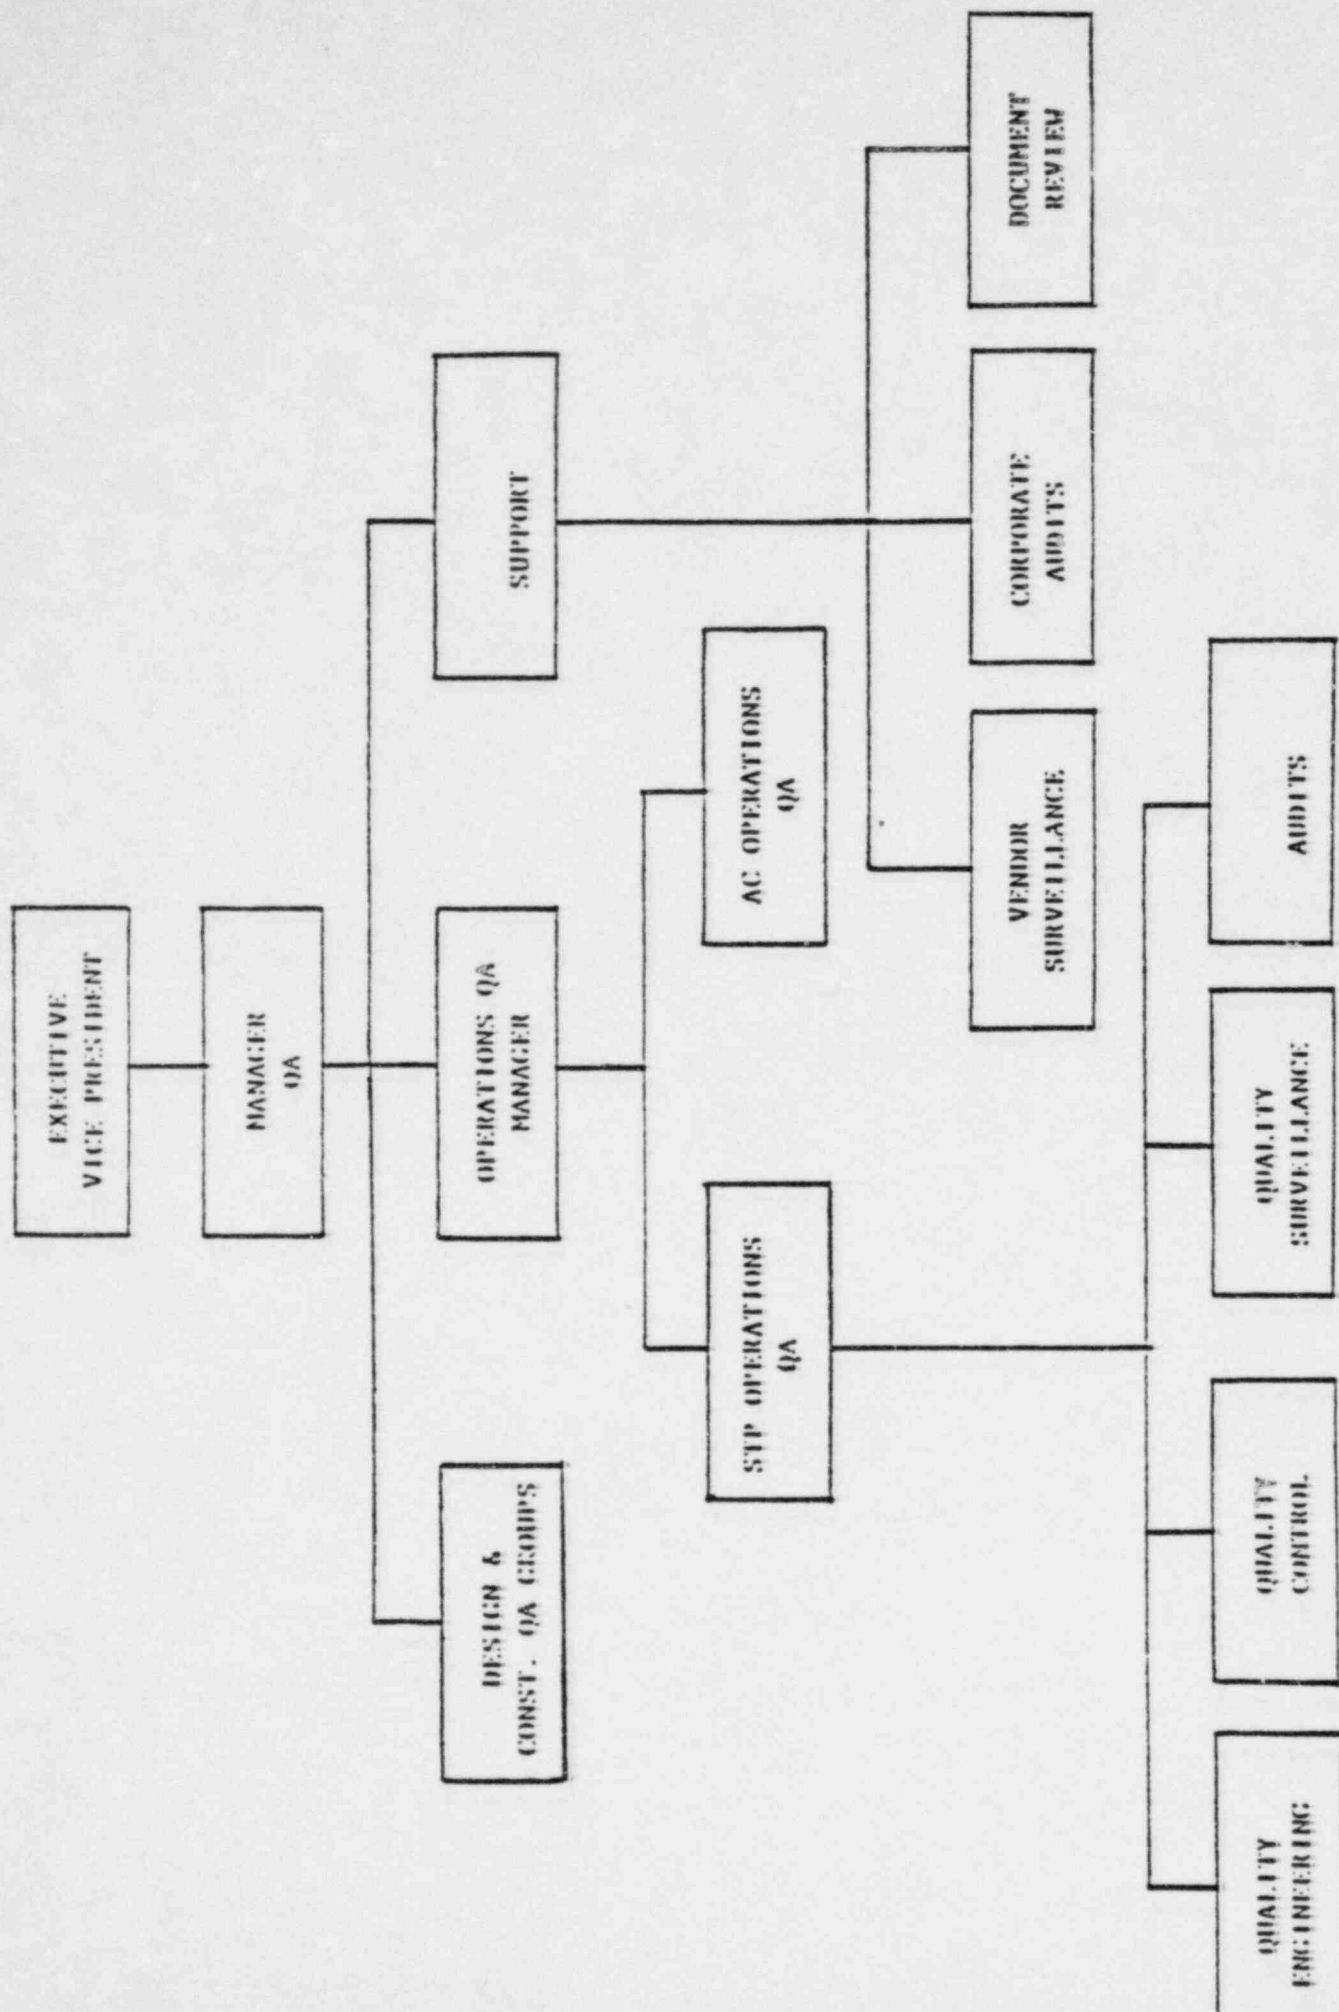 EXECUTIVE
VICE PRESIDENT
MANAGER
QA
DESIGN &
CONST. QA GROUPS
OPERATIONS QA
MANAGER
SUPPORT
STP OPERATIONS
QA
AC OPERATIONS
QA
VENDOR
SURVEILLANCE
CORPORATE
AUDITS
DOCUMENT
REVIEW
QUALITY
ENGINEERING
QUALITY
CONTROL
QUALITY
SURVEILLANCE
AUDITS